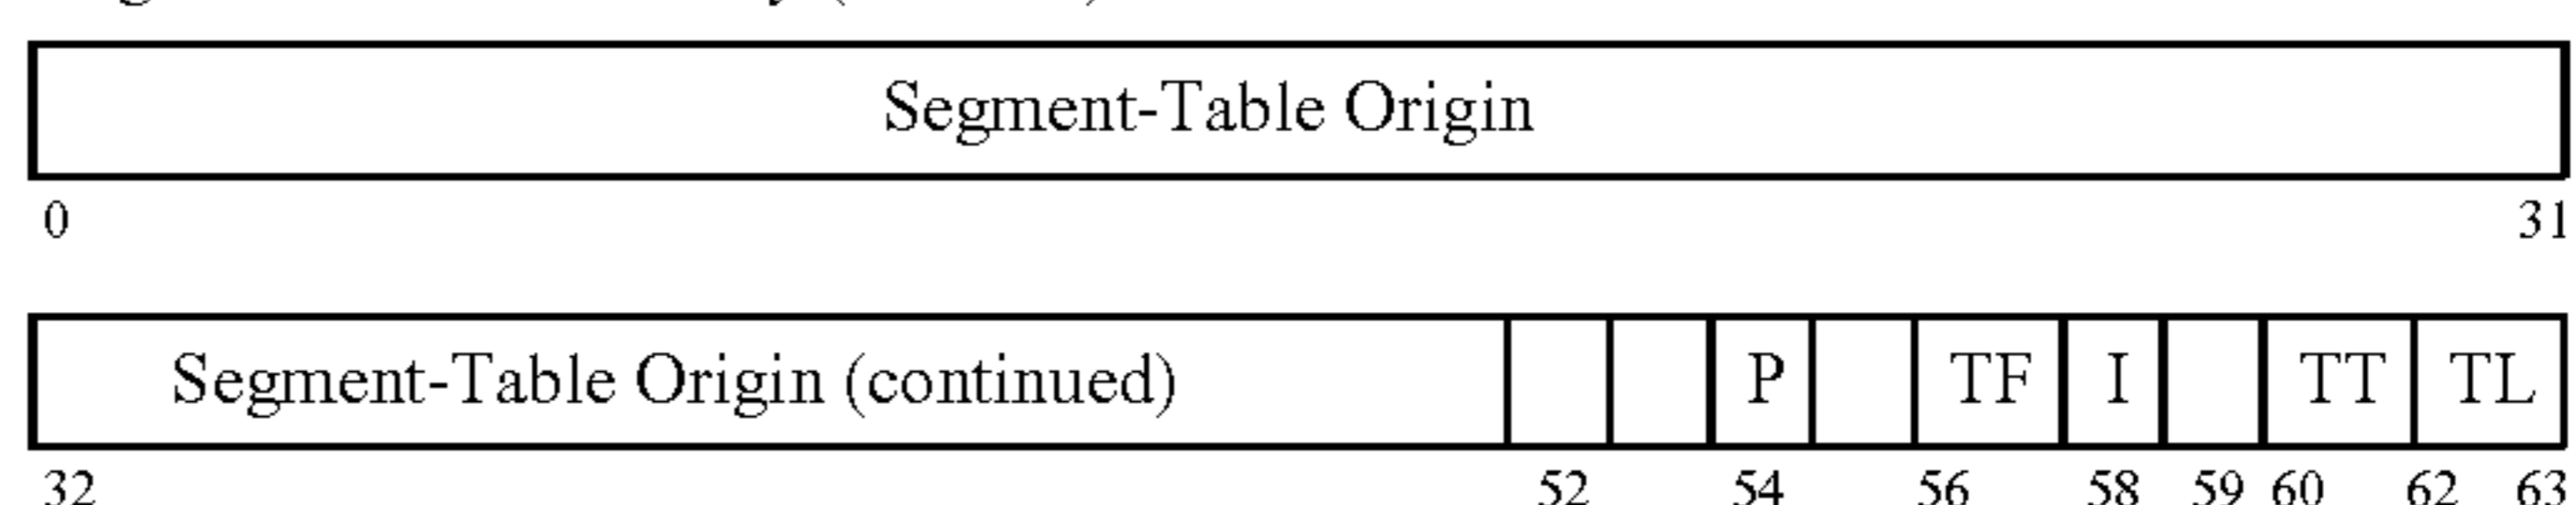 Segment-Table Origin
0 31
Segment-Table Origin (continued) P TF I TT TL
32 52 54 56 58 59 60 62 63